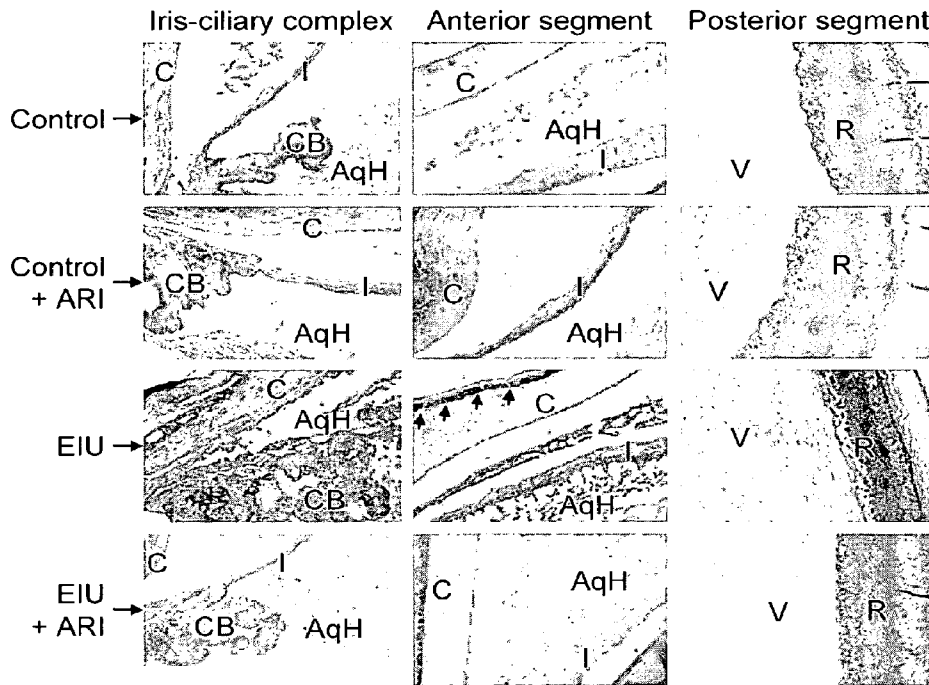 Iris-ciliary complex Anterior segment Posterior segment
Control
C I CB AqH
C AqH I
V R
Control
+ ARI
C CB I AqH
C I AqH
V R
EIU
C AqH CB
C I AqH
V R
EIU
+ ARI
C I CB AqH
C AqH I
V R